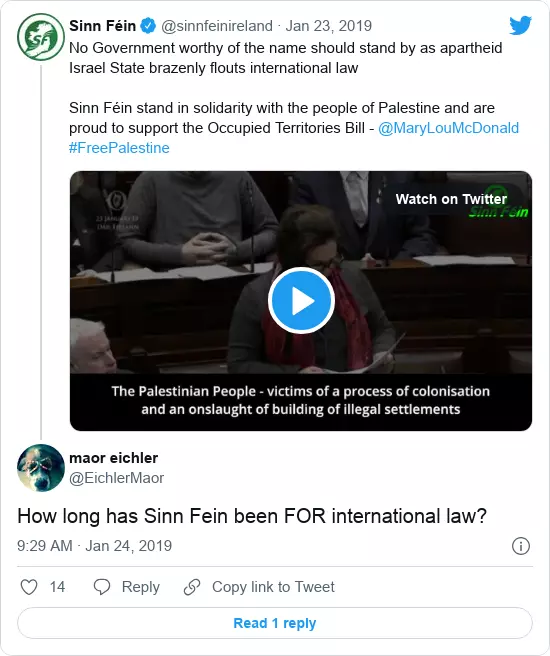 Sinn Féin @sinnfeinireland · Jan 23, 2019
No Government worthy of the name should stand by as apartheid
Israel State brazenly flouts international law
Sinn Féin stand in solidarity with the people of Palestine and are
proud to support the Occupied Territories Bill - @MaryLouMcDonald
#FreePalestine
Watch on Twitter
Sinn Féin
The Palestinian People - victims of a process of colonisation
and an onslaught of building of illegal settlements
maor eichler
@EichlerMaor
How long has Sinn Fein been FOR international law?
9:29 AM · Jan 24, 2019
14 Reply Copy link to Tweet
Read 1 reply